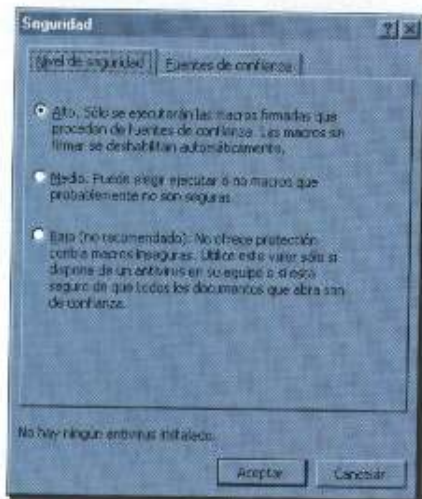 Seguridad
Nivel de seguridad Fuentes de confianza
Alto. Sólo se ejecutarán las macros firmadas que
procedan de fuentes de confianza. Las macros sin
firmar se deshabilitan automáticamente.
Medio. Puede elegir ejecutar o no macros que
probablemente no son seguras.
Bajo (no recomendado). No ofrece protección
contra macros inseguras. Utilice este valor sólo si
dispone de un antivirus en su equipo o si está
seguro de que todos los documentos que abra son
de confianza.
No hay ningún antivirus instalado.
Aceptar Cancelar